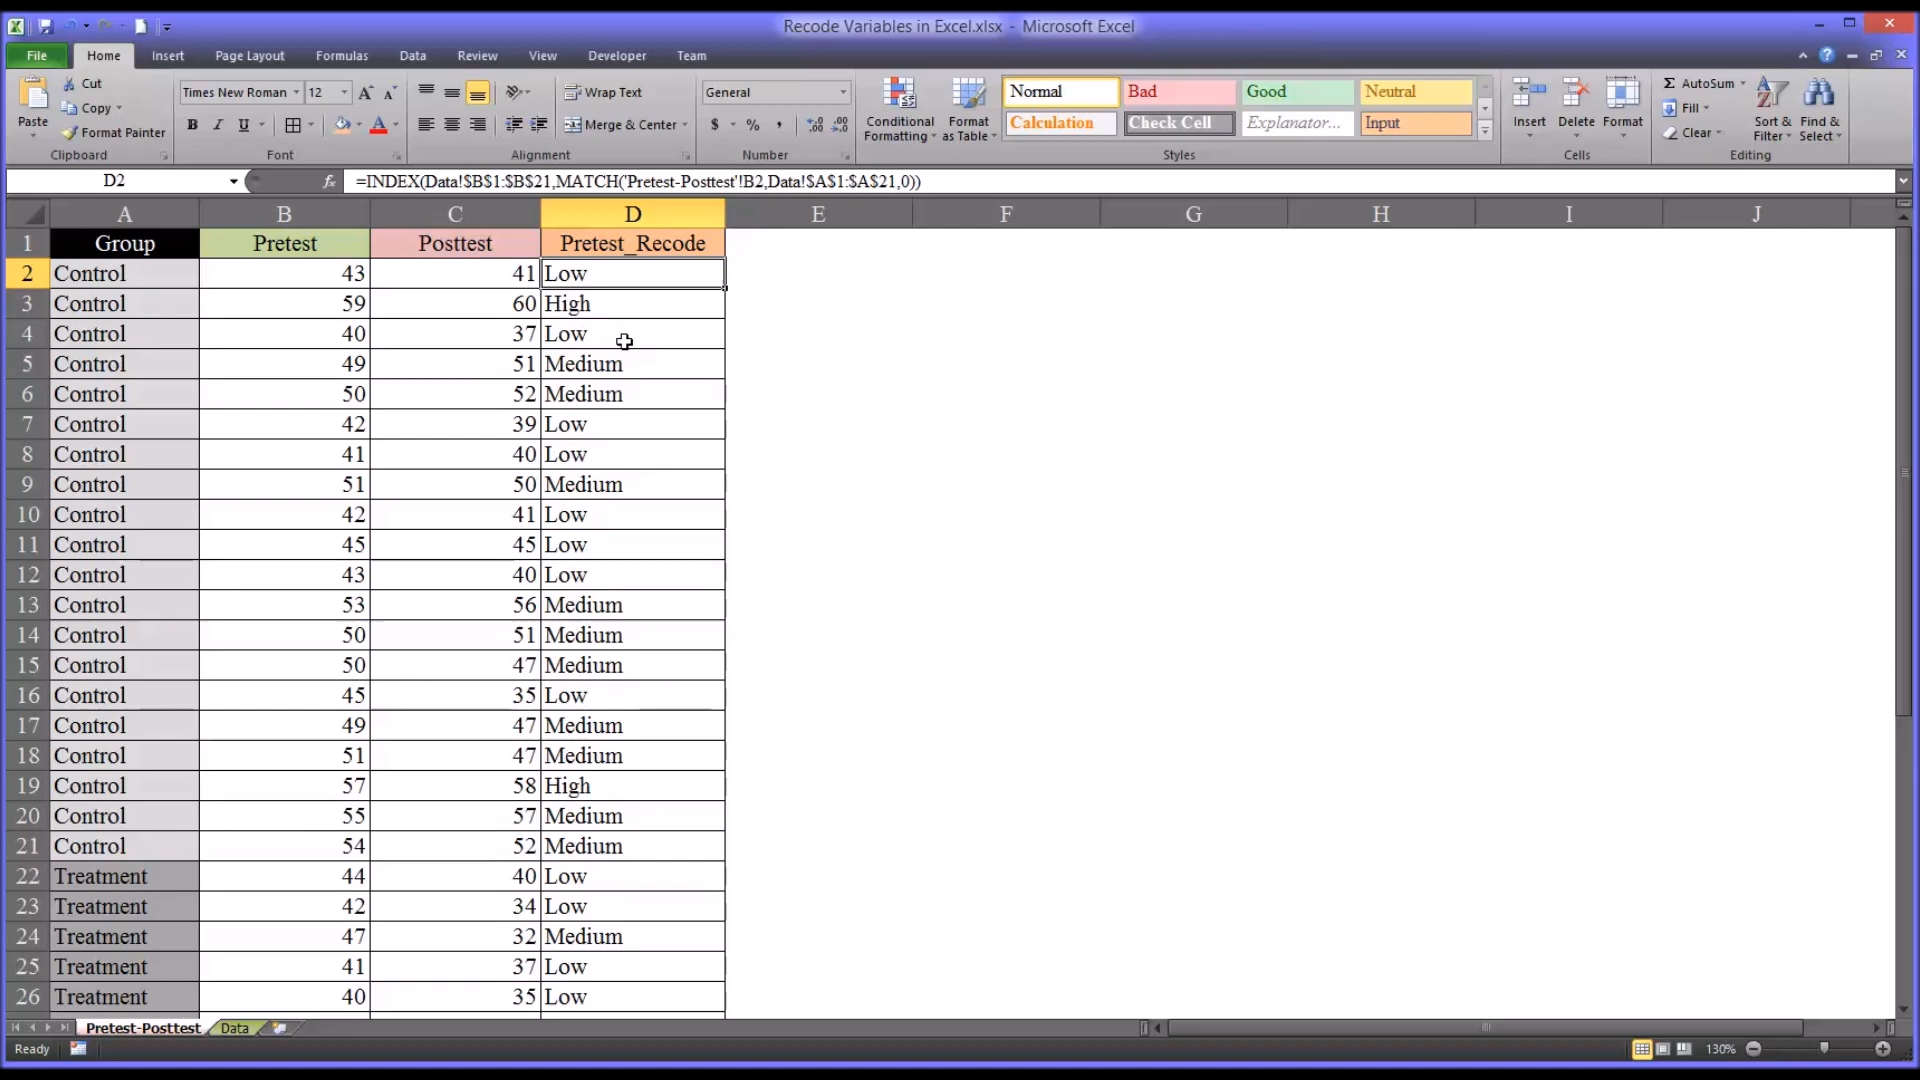 Recode Variables in Excel.xlsx - Microsoft Excel
File Home Insert Page Layout Formulas Data Review View Developer Team
Paste Cut Copy Format Painter Clipboard
Times New Roman 12 A A B I U A Font
Wrap Text Merge & Center Alignment
General $ % , .00 .0 Number
Conditional Formatting Format as Table
Normal Bad Good Neutral
Calculation Check Cell Explanator... Input
Styles
Insert Delete Format Cells
Σ AutoSum Fill Clear Sort & Filter Find & Select Editing
D2 fx =INDEX(Data!$B$1:$B$21,MATCH('Pretest-Posttest'!B2,Data!$A$1:$A$21,0))
A B C D E F G H I J
1 Group Pretest Posttest Pretest_Recode
2 Control 43 41 Low
3 Control 59 60 High
4 Control 40 37 Low
5 Control 49 51 Medium
6 Control 50 52 Medium
7 Control 42 39 Low
8 Control 41 40 Low
9 Control 51 50 Medium
10 Control 42 41 Low
11 Control 45 45 Low
12 Control 43 40 Low
13 Control 53 56 Medium
14 Control 50 51 Medium
15 Control 50 47 Medium
16 Control 45 35 Low
17 Control 49 47 Medium
18 Control 51 47 Medium
19 Control 57 58 High
20 Control 55 57 Medium
21 Control 54 52 Medium
22 Treatment 44 40 Low
23 Treatment 42 34 Low
24 Treatment 47 32 Medium
25 Treatment 41 37 Low
26 Treatment 40 35 Low
Pretest-Posttest Data
Ready 130%